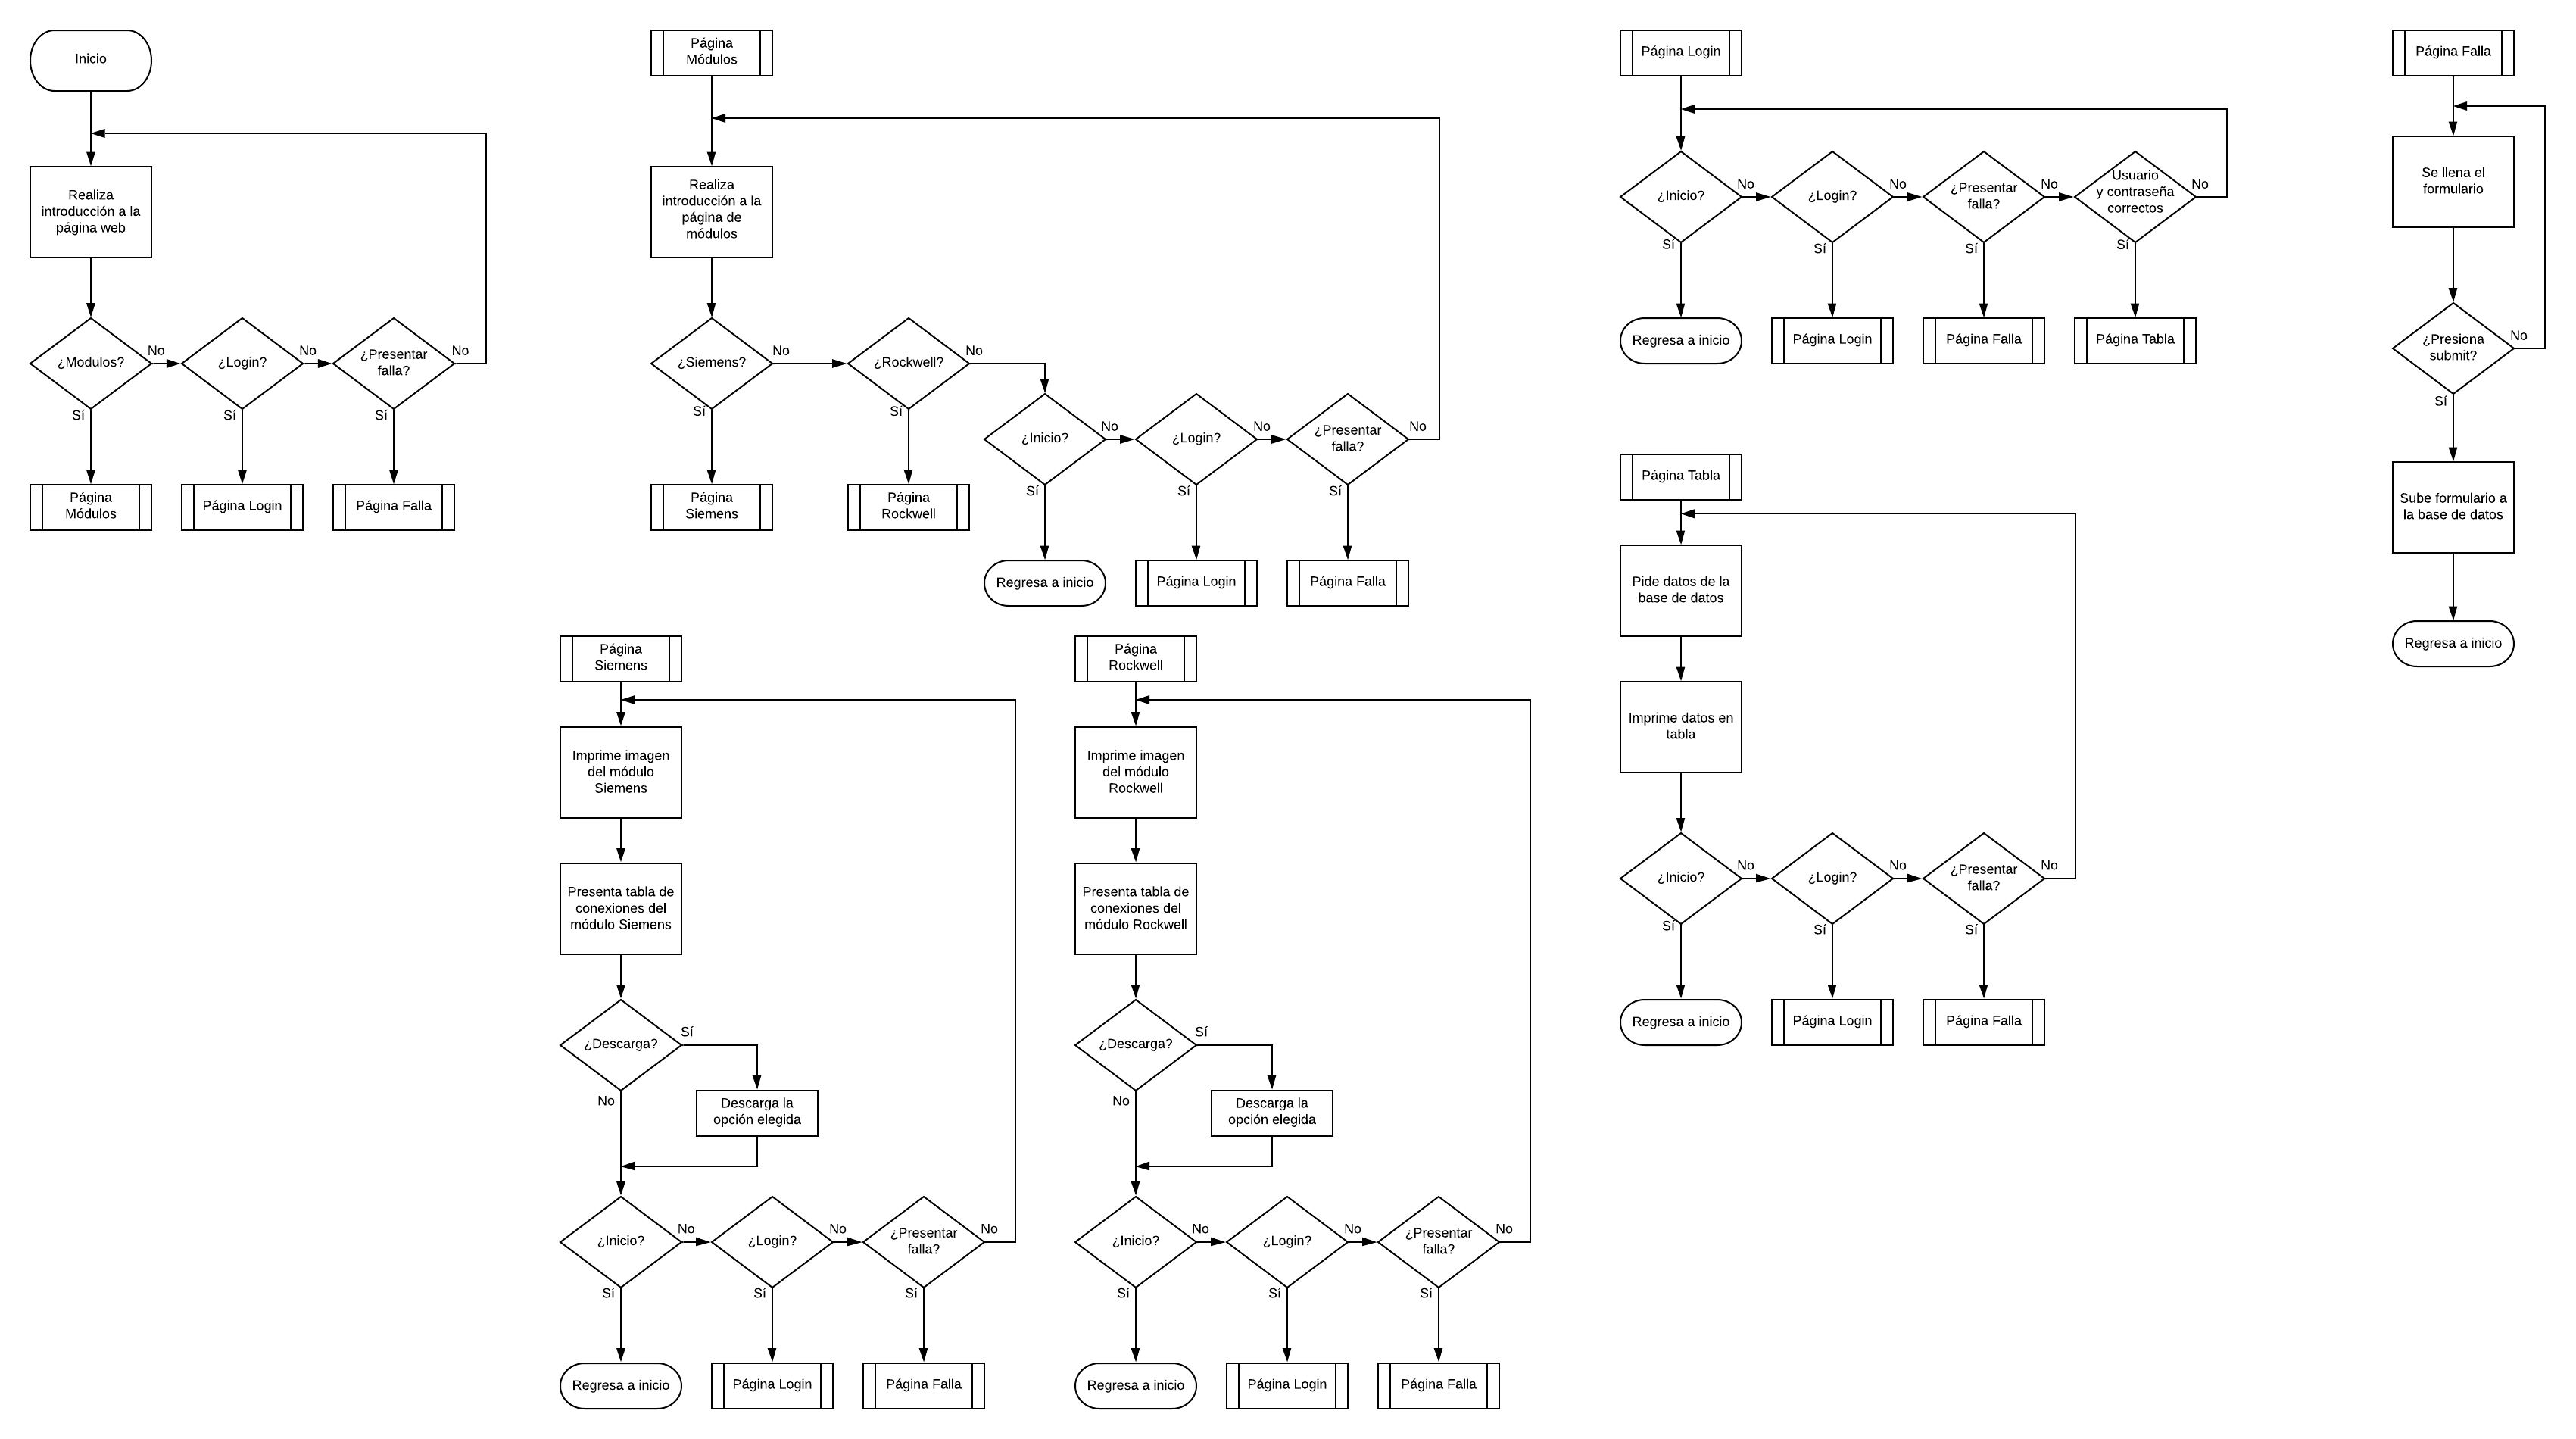 Inicio
Realiza
introducción a la
página web
¿Modulos?
No
¿Login?
No
¿Presentar
falla?
No
Sí
Sí
Sí
Página
Módulos
Página Login
Página Falla
Página
Módulos
Realiza
introducción a la
página de
módulos
¿Siemens?
No
¿Rockwell?
No
Sí
Sí
¿Inicio?
No
¿Login?
No
¿Presentar
falla?
No
Sí
Sí
Sí
Página
Siemens
Página
Rockwell
Regresa a inicio
Página Login
Página Falla
Página
Siemens
Imprime imagen
del módulo
Siemens
Presenta tabla de
conexiones del
módulo Siemens
¿Descarga?
Sí
No
Descarga la
opción elegida
¿Inicio?
No
¿Login?
No
¿Presentar
falla?
No
Sí
Sí
Sí
Regresa a inicio
Página Login
Página Falla
Página
Rockwell
Imprime imagen
del módulo
Rockwell
Presenta tabla de
conexiones del
módulo Rockwell
¿Descarga?
Sí
No
Descarga la
opción elegida
¿Inicio?
No
¿Login?
No
¿Presentar
falla?
No
Sí
Sí
Sí
Regresa a inicio
Página Login
Página Falla
Página Login
¿Inicio?
No
¿Login?
No
¿Presentar
falla?
No
Usuario
y contraseña
correctos
No
Sí
Sí
Sí
Sí
Regresa a inicio
Página Login
Página Falla
Página Tabla
Página Tabla
Pide datos de la
base de datos
Imprime datos en
tabla
¿Inicio?
No
¿Login?
No
¿Presentar
falla?
No
Sí
Sí
Sí
Regresa a inicio
Página Login
Página Falla
Página Falla
Se llena el
formulario
¿Presiona
submit?
No
Sí
Sube formulario a
la base de datos
Regresa a inicio